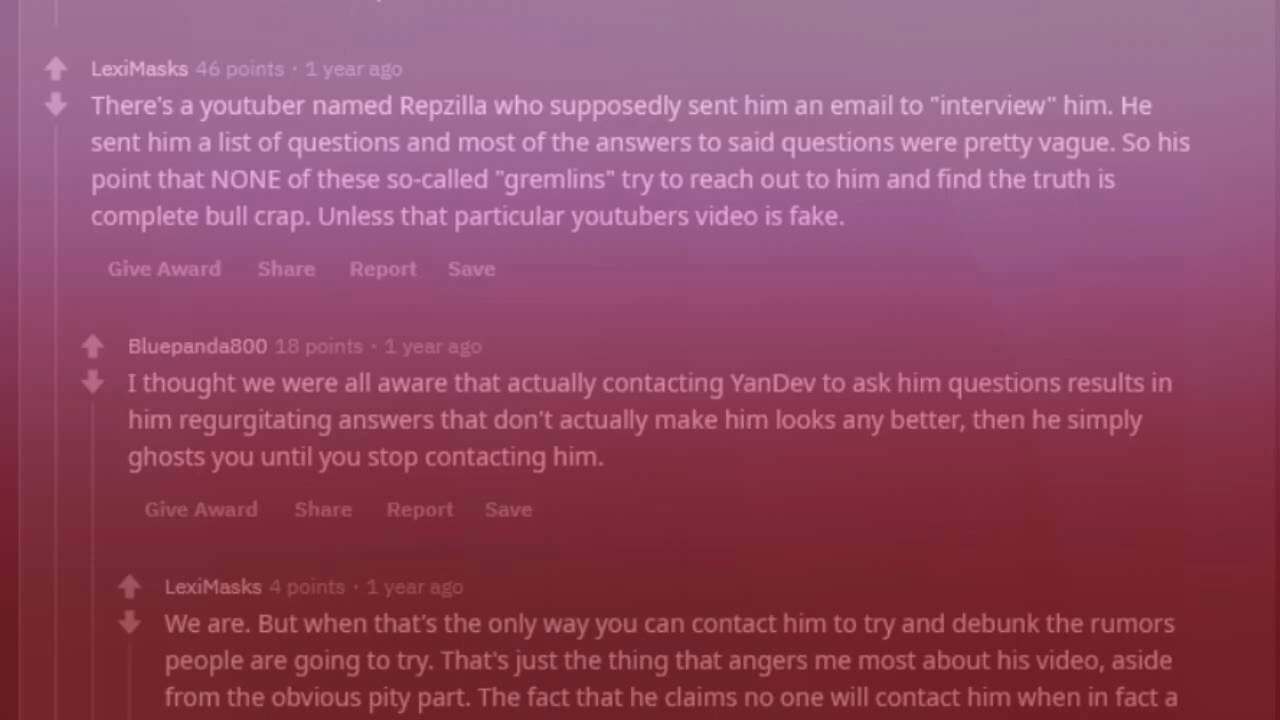 LexiMasks 46 points · 1 year ago
There's a youtuber named Repzilla who supposedly sent him an email to "interview" him. He
sent him a list of questions and most of the answers to said questions were pretty vague. So his
point that NONE of these so-called "gremlins" try to reach out to him and find the truth is
complete bull crap. Unless that particular youtubers video is fake.
Give Award Share Report Save
Bluepanda800 18 points · 1 year ago
I thought we were all aware that actually contacting YanDev to ask him questions results in
him regurgitating answers that don't actually make him looks any better, then he simply
ghosts you until you stop contacting him.
Give Award Share Report Save
LexiMasks 4 points · 1 year ago
We are. But when that's the only way you can contact him to try and debunk the rumors
people are going to try. That's just the thing that angers me most about his video, aside
from the obvious pity part. The fact that he claims no one will contact him when in fact a